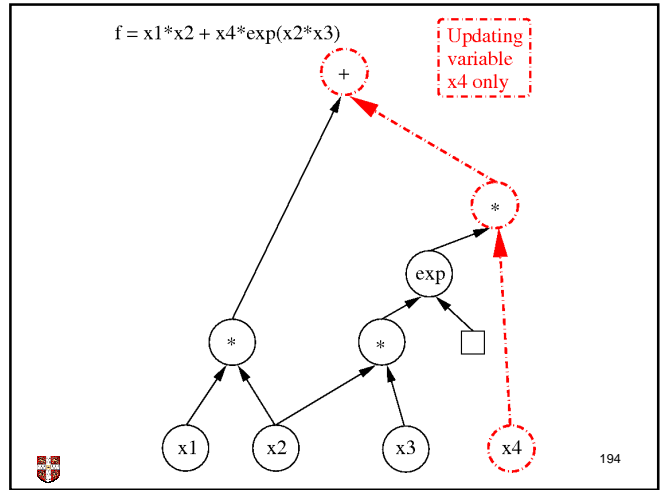 f = x1*x2 + x4*exp(x2*x3)
Updating
variable
x4 only
+
*
exp
*
*
x1
x2
x3
x4
194